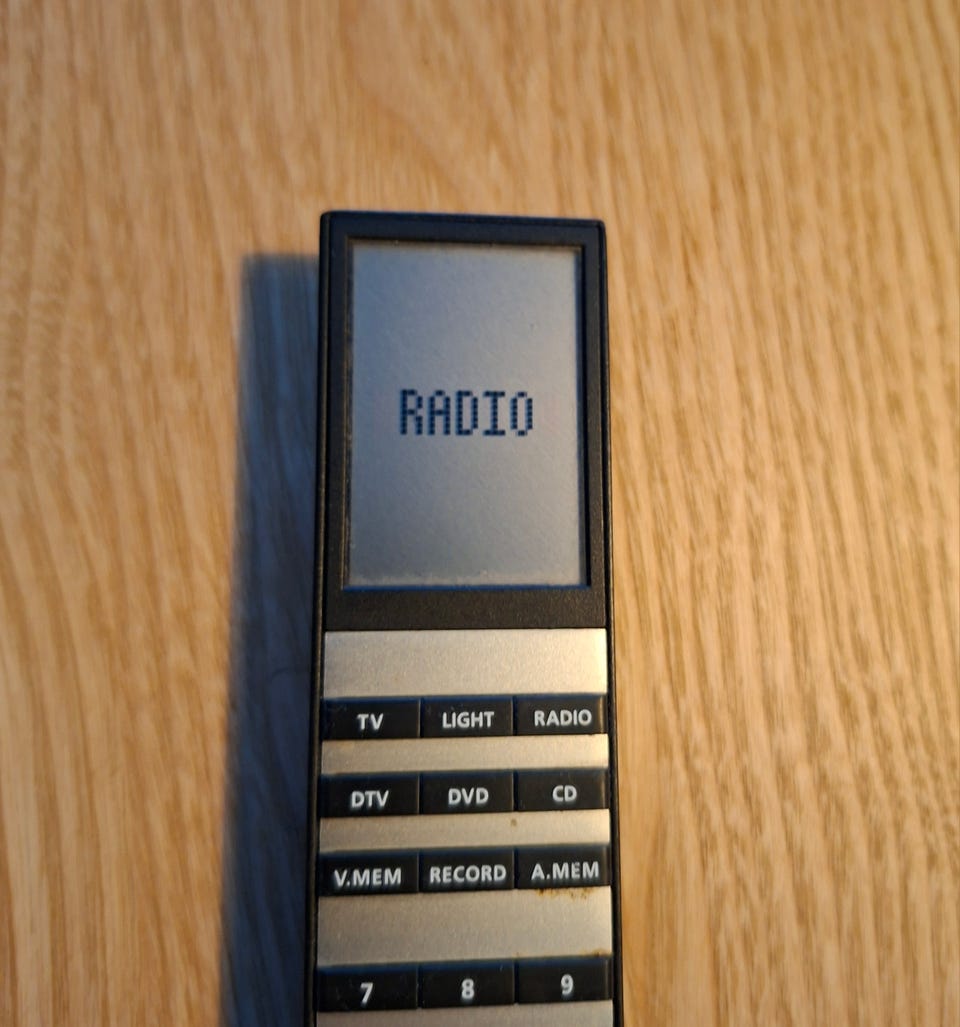 RADIO
TV LIGHT RADIO
DTV DVD CD
V.MEM RECORD A.MEM
7 8 9